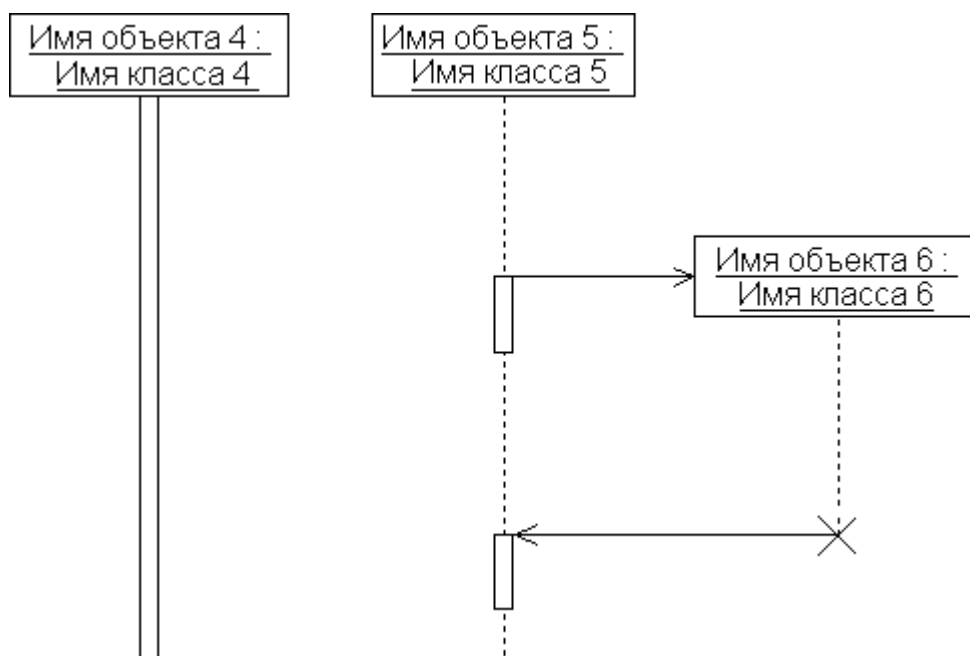 Имя объекта 4 :
Имя класса 4
Имя объекта 5 :
Имя класса 5
Имя объекта 6 :
Имя класса 6